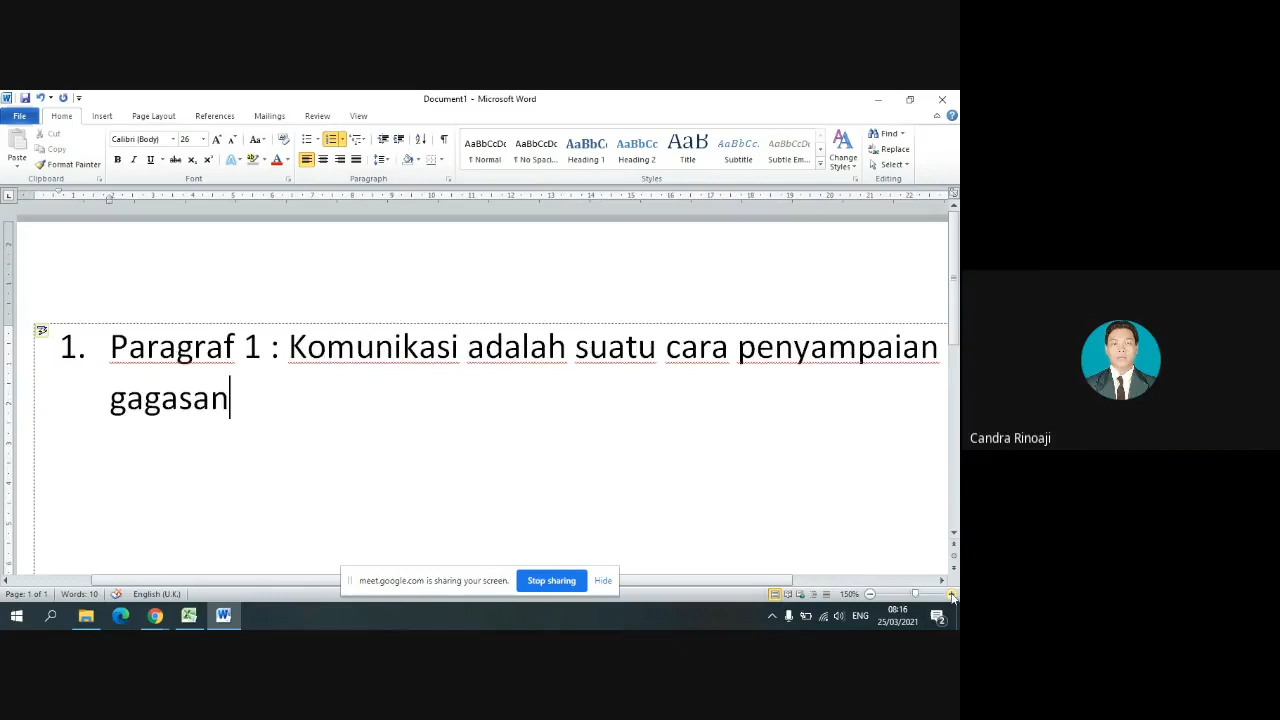 Document1 - Microsoft Word
File Home Insert Page Layout References Mailings Review View
Paste
Cut
Copy
Format Painter
Clipboard
Calibri (Body) 26
Font
Paragraph
AaBbCcDc AaBbCcDc AaBbC AaBbCc AaB AaBbCc. AaBbCcDc
¶ Normal ¶ No Spaci... Heading 1 Heading 2 Title Subtitle Subtle Em...
Change
Styles
Styles
Find
Replace
Select
Editing
1. Paragraf 1 : Komunikasi adalah suatu cara penyampaian
gagasan
Candra Rinoaji
meet.google.com is sharing your screen. Stop sharing Hide
Page: 1 of 1 Words: 10 English (U.K.) 150%
ENG
08:16
25/03/2021
2